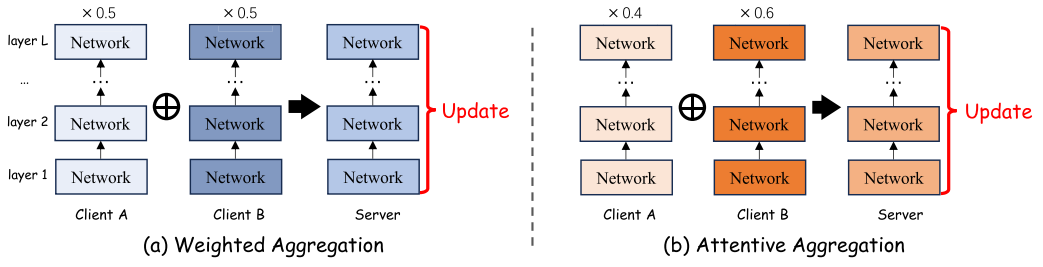 × 0.5 × 0.5 × 0.4 × 0.6
layer L Network Network Network Network Network Network
... ... ... ... ... ... ...
Update Update
layer 2 Network Network Network Network Network Network
layer 1 Network Network Network Network Network Network
Client A Client B Server Client A Client B Server
(a) Weighted Aggregation (b) Attentive Aggregation